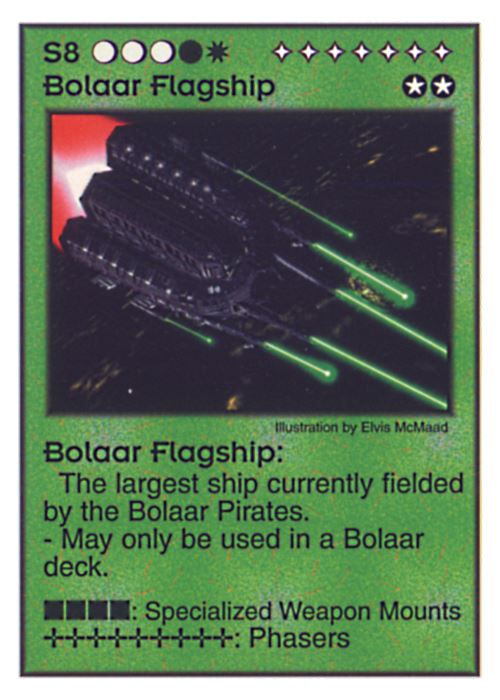 S8
Bolaar Flagship
Illustration by Elvis McMaad
Bolaar Flagship:
The largest ship currently fielded
by the Bolaar Pirates.
- May only be used in a Bolaar
deck.
: Specialized Weapon Mounts
: Phasers